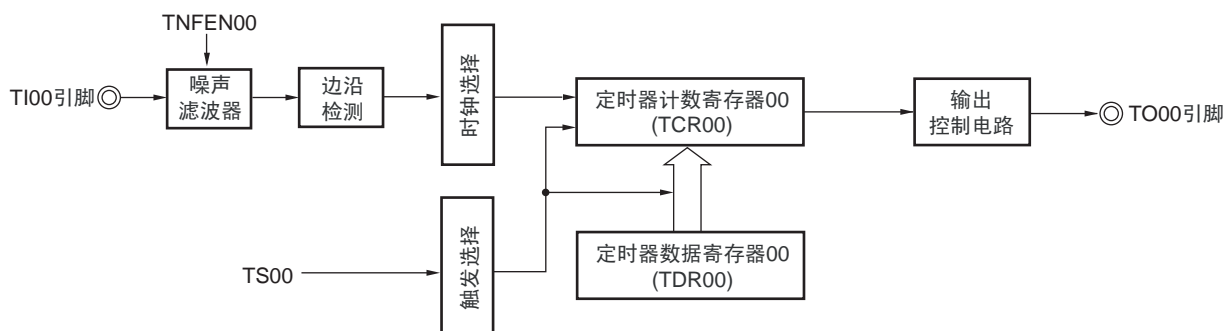 TNFEN00
TI00引脚
噪声
滤波器
边沿
检测
时钟选择
定时器计数寄存器00
(TCR00)
输出
控制电路
TO00引脚
TS00
触发选择
定时器数据寄存器00
(TDR00)